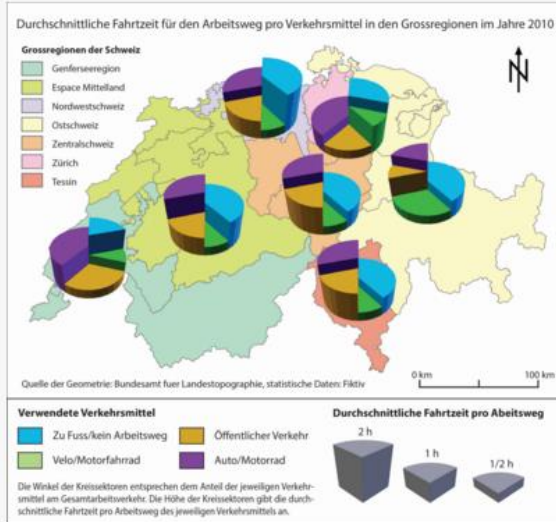 Durchschnittliche Fahrtzeit für den Arbeitsweg pro Verkehrsmittel in den Grossregionen im Jahre 2010
Grossregionen der Schweiz
Genferseeregion
Espace Mittelland
Nordwestschweiz
Ostschweiz
Zentralschweiz
Zürich
Tessin
N
Quelle der Geometrie: Bundesamt fuer Landestopographie, statistische Daten: Fiktiv
0 km
100 km
Verwendete Verkehrsmittel
Zu Fuss/kein Arbeitsweg
Öffentlicher Verkehr
Velo/Motorfahrrad
Auto/Motorrad
Die Winkel der Kreissektoren entsprechen dem Anteil der jeweiligen Verkehrs-
mittel am Gesamtarbeitsverkehr. Die Höhe der Kreissektoren gibt die durch-
schnittliche Fahrtzeit pro Arbeitsweg des jeweiligen Verkehrsmittels an.
Durchschnittliche Fahrtzeit pro Abeitsweg
2 h
1 h
1/2 h